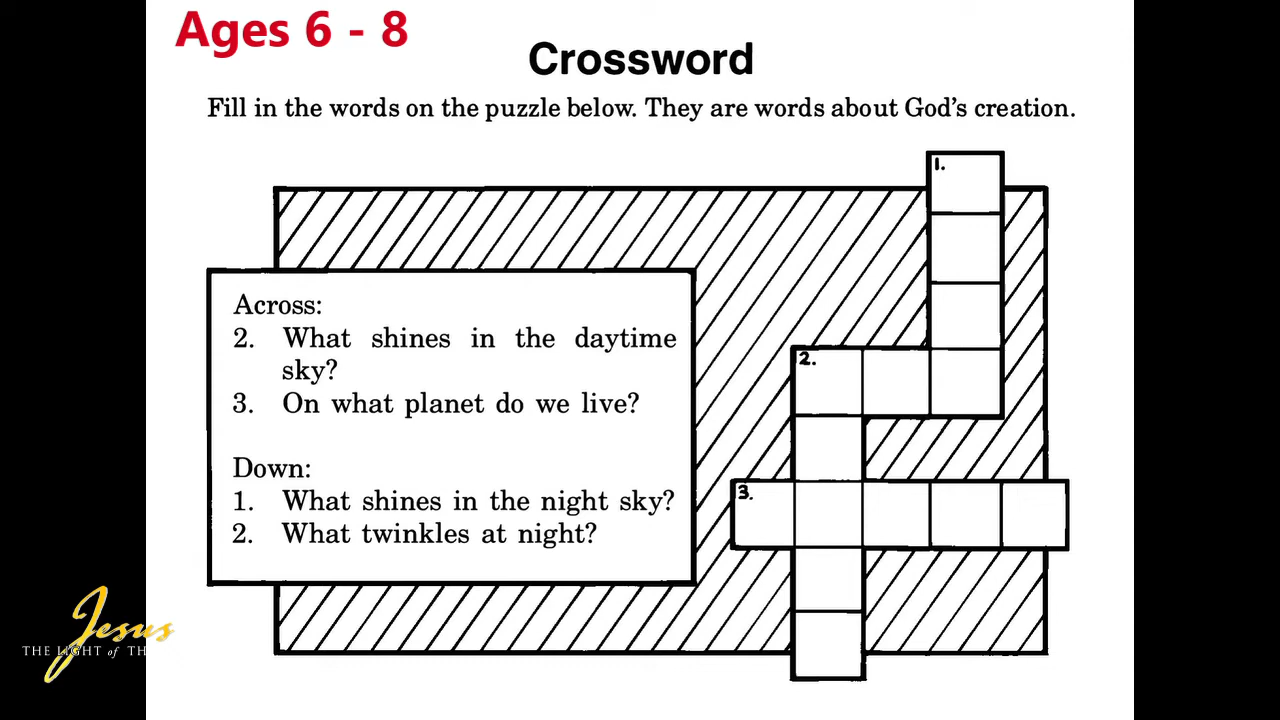 Ages 6 - 8
Crossword
Fill in the words on the puzzle below. They are words about God's creation.
1.
Across:
2. What shines in the daytime
sky?
3. On what planet do we live?
Down:
1. What shines in the night sky?
2. What twinkles at night?
2.
3.
Jesus
THE LIGHT of TH